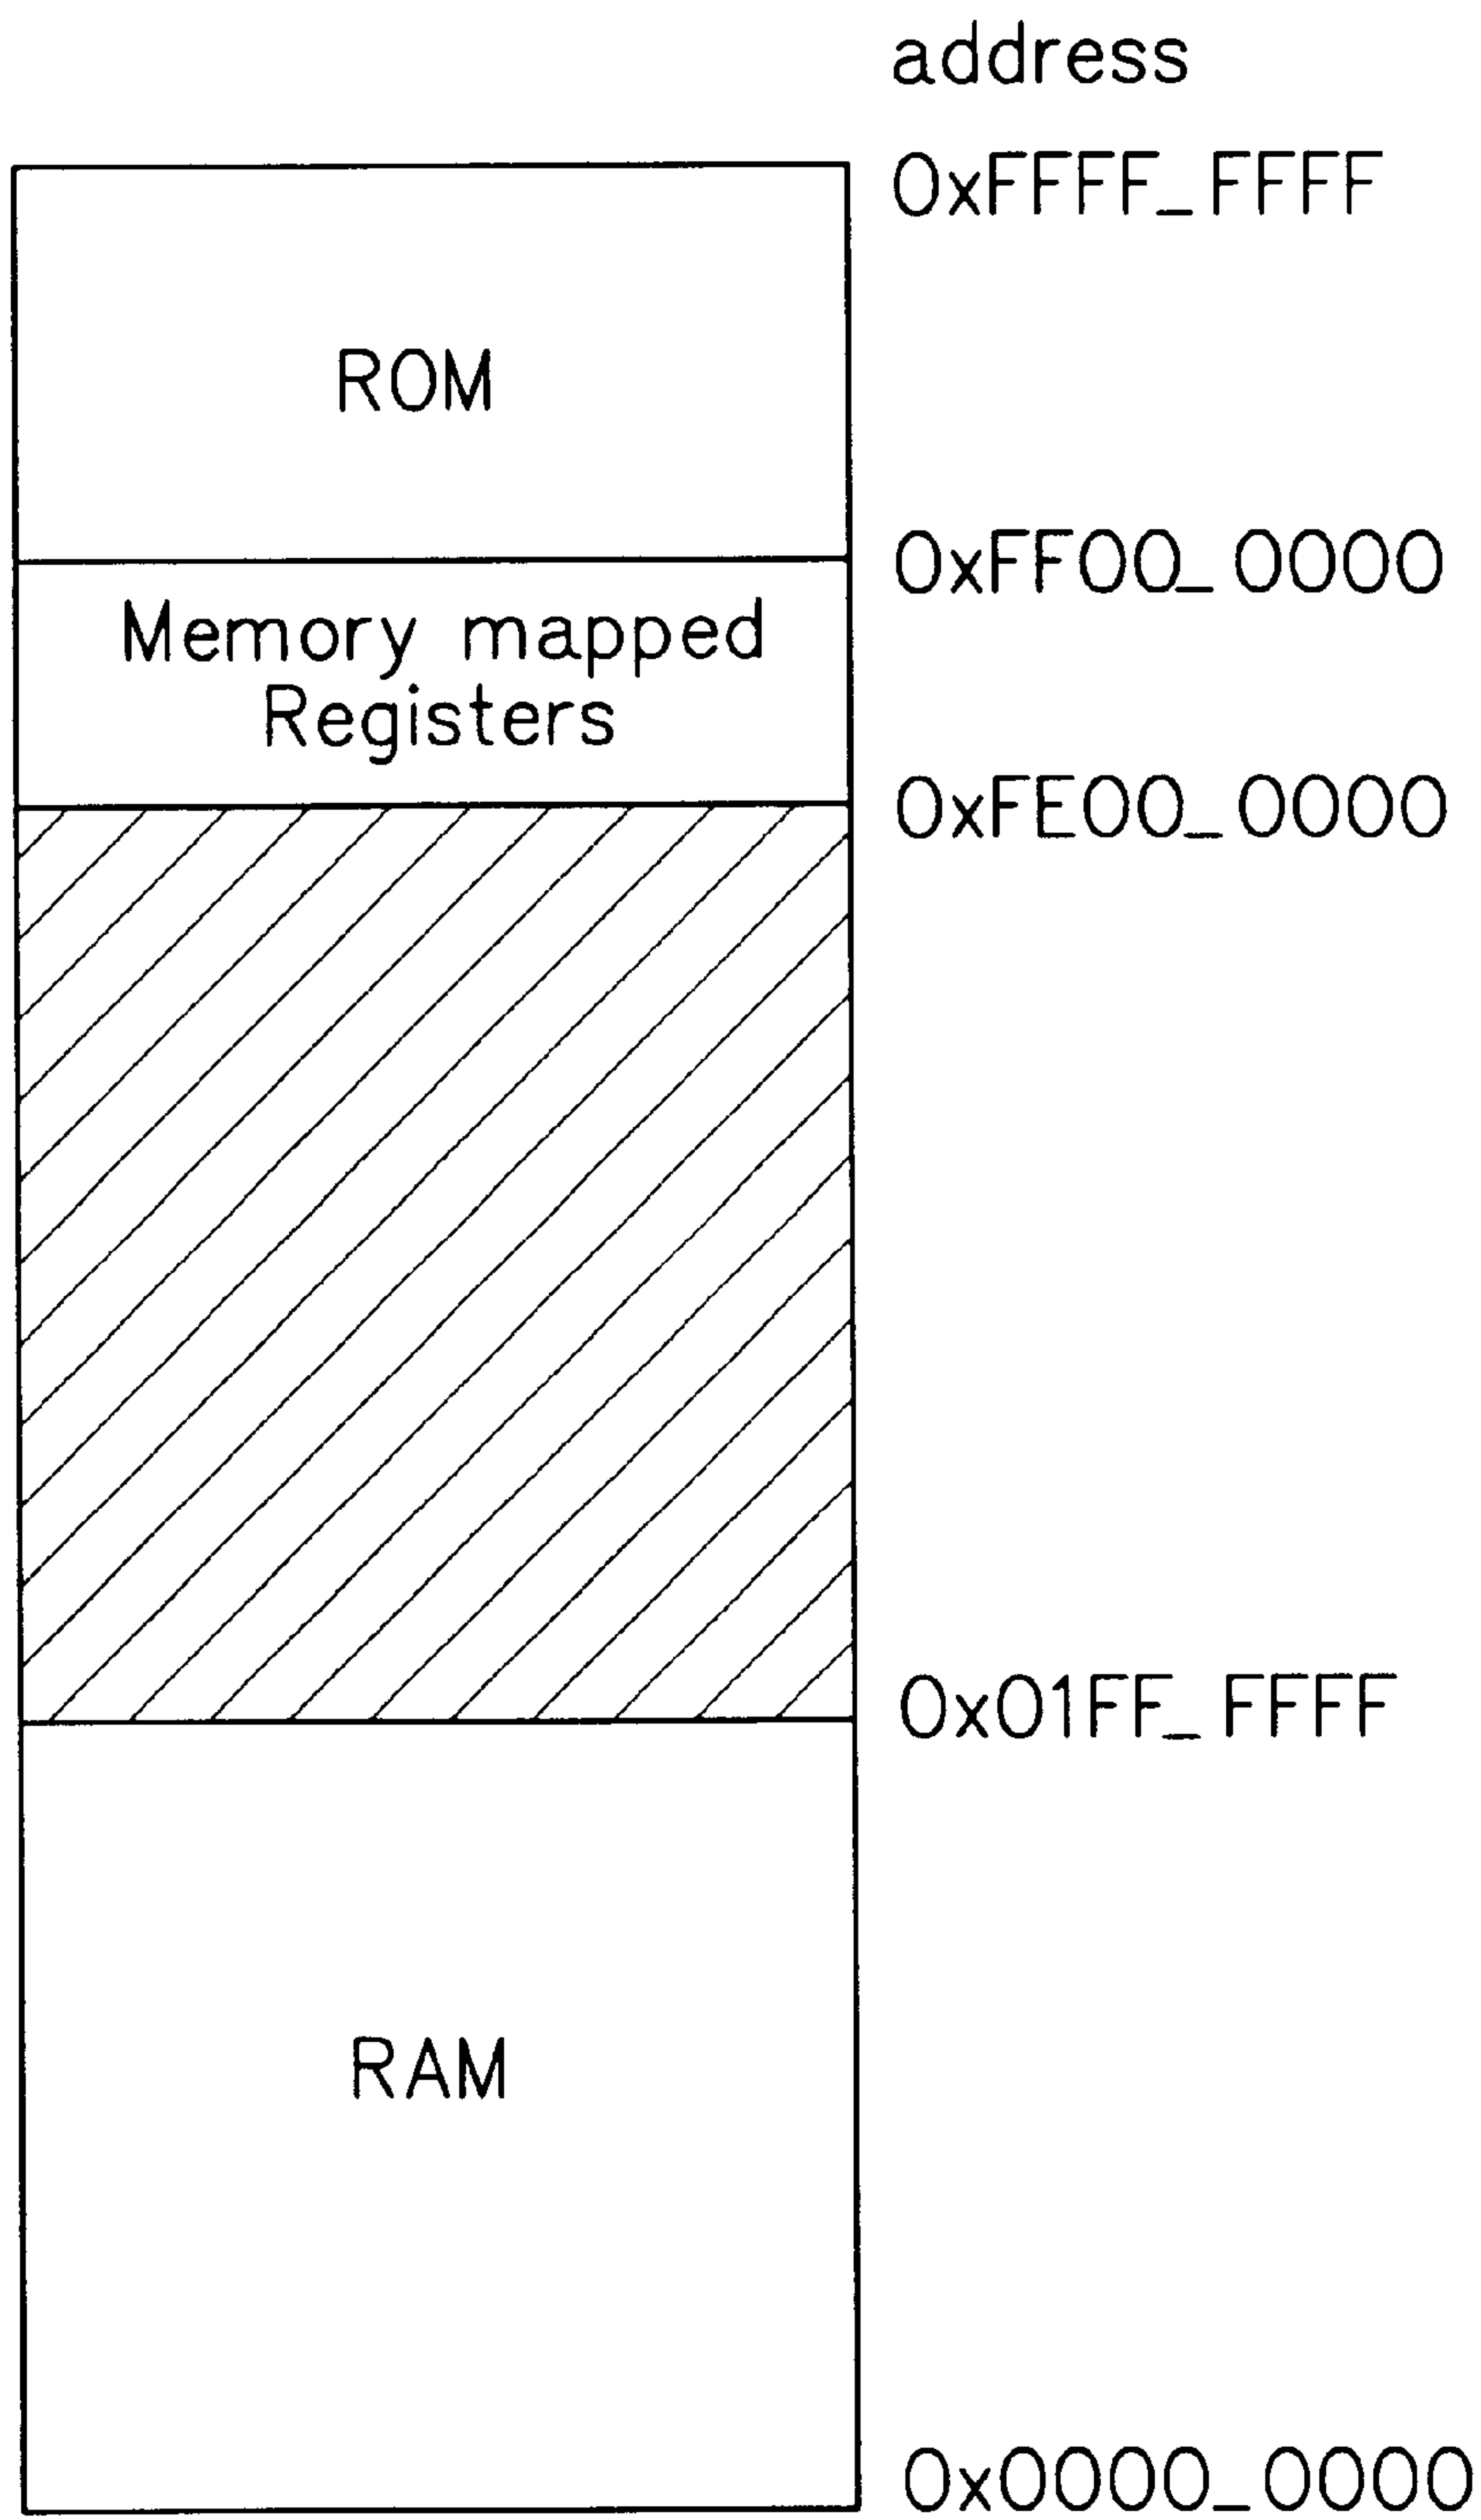 address
0xFFFF_FFFF
ROM
0xFF00_0000
Memory mapped
Registers
0xFE00_0000
0x01FF_FFFF
RAM
0x0000_0000